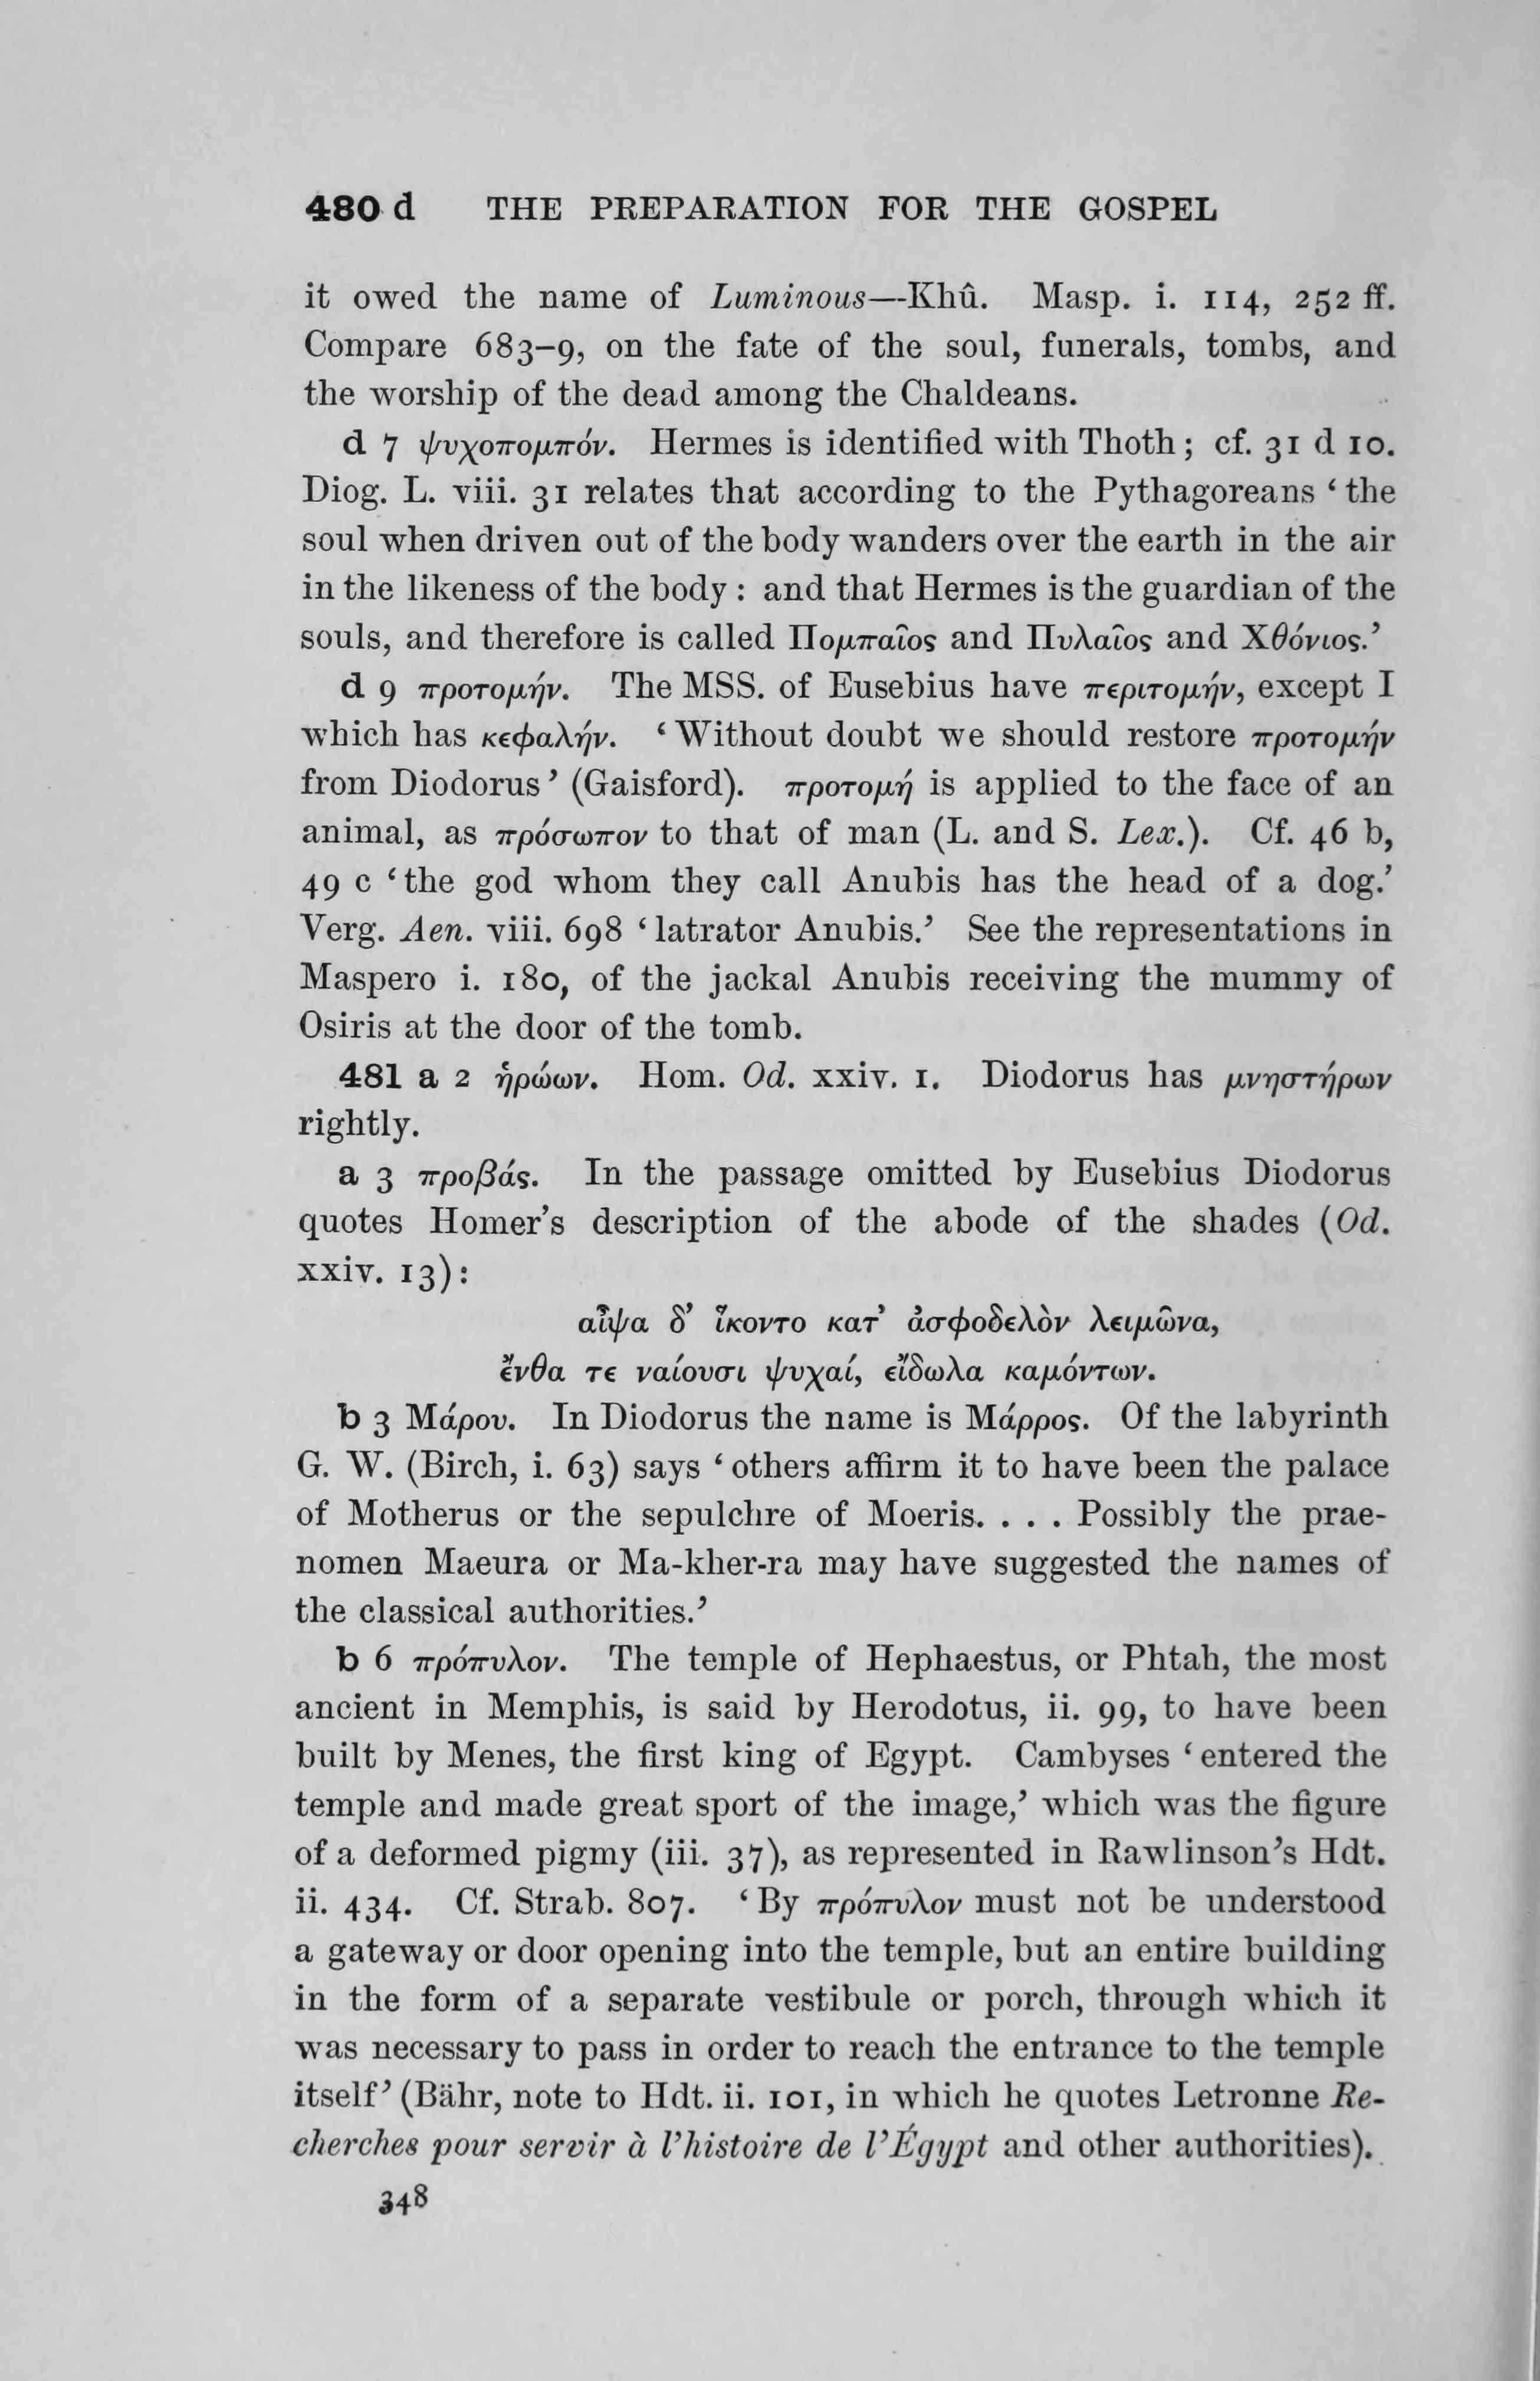 480 d THE PREPARATION FOR THE GOSPEL
it owed the name of Luminous—Khû. Masp. i. 114, 252 ff.
Compare 683–9, on the fate of the soul, funerals, tombs, and
the worship of the dead among the Chaldeans.
d 7 ψυχοπομπόν. Hermes is identified with Thoth; cf. 31 d 10.
Diog. L. viii. 31 relates that according to the Pythagoreans ‘the
soul when driven out of the body wanders over the earth in the air
in the likeness of the body: and that Hermes is the guardian of the
souls, and therefore is called Πομπαῖος and Πυλαῖος and Χθόνιος.’
d 9 προτομήν. The MSS. of Eusebius have περιτομήν, except I
which has κεφαλήν. ‘Without doubt we should restore προτομήν
from Diodorus’ (Gaisford). προτομή is applied to the face of an
animal, as πρόσωπον to that of man (L. and S. Lex.). Cf. 46 b,
49 c ‘the god whom they call Anubis has the head of a dog.’
Verg. Aen. viii. 698 ‘latrator Anubis.’ See the representations in
Maspero i. 180, of the jackal Anubis receiving the mummy of
Osiris at the door of the tomb.
481 a 2 ἡρώων. Hom. Od. xxiv. 1. Diodorus has μνηστήρων
rightly.
a 3 προβάς. In the passage omitted by Eusebius Diodorus
quotes Homer’s description of the abode of the shades (Od.
xxiv. 13):
αἶψα δ’ ἵκοντο κατ’ ἀσφοδελὸν λειμῶνα,
ἔνθα τε ναίουσι ψυχαί, εἴδωλα καμόντων.
b 3 Μάρου. In Diodorus the name is Μάρρος. Of the labyrinth
G. W. (Birch, i. 63) says ‘others affirm it to have been the palace
of Motherus or the sepulchre of Moeris. . . . Possibly the prae-
nomen Maeura or Ma-kher-ra may have suggested the names of
the classical authorities.’
b 6 πρόπυλον. The temple of Hephaestus, or Phtah, the most
ancient in Memphis, is said by Herodotus, ii. 99, to have been
built by Menes, the first king of Egypt. Cambyses ‘entered the
temple and made great sport of the image,’ which was the figure
of a deformed pigmy (iii. 37), as represented in Rawlinson’s Hdt.
ii. 434. Cf. Strab. 807. ‘By πρόπυλον must not be understood
a gateway or door opening into the temple, but an entire building
in the form of a separate vestibule or porch, through which it
was necessary to pass in order to reach the entrance to the temple
itself’ (Bähr, note to Hdt. ii. 101, in which he quotes Letronne Re-
cherches pour servir à l’histoire de l’Égypt and other authorities).
348